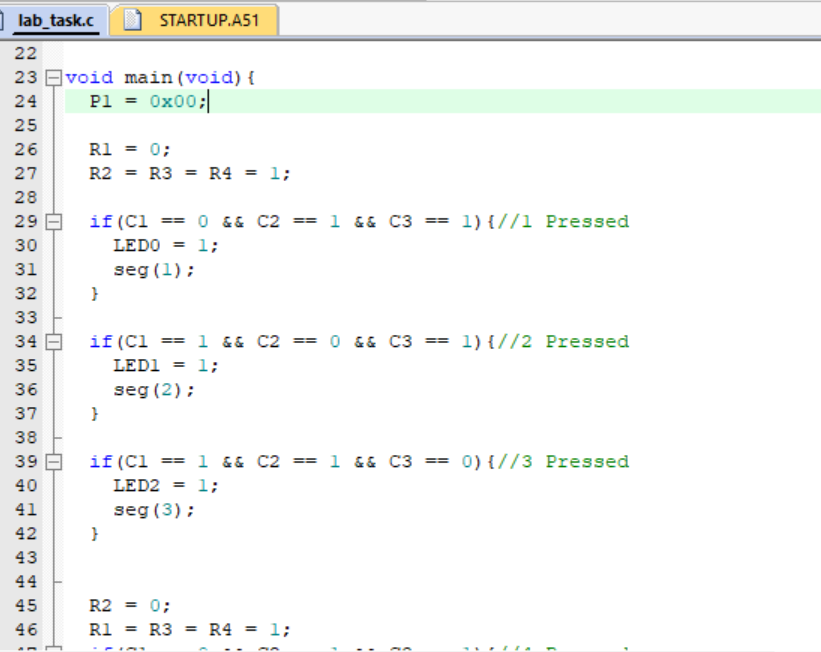 lab_task.c STARTUP.A51
22
23 void main(void){
24 P1 = 0x00;
25
26 R1 = 0;
27 R2 = R3 = R4 = 1;
28
29 if(C1 == 0 && C2 == 1 && C3 == 1){//1 Pressed
30 LED0 = 1;
31 seg(1);
32 }
33
34 if(C1 == 1 && C2 == 0 && C3 == 1){//2 Pressed
35 LED1 = 1;
36 seg(2);
37 }
38
39 if(C1 == 1 && C2 == 1 && C3 == 0){//3 Pressed
40 LED2 = 1;
41 seg(3);
42 }
43
44
45 R2 = 0;
46 R1 = R3 = R4 = 1;